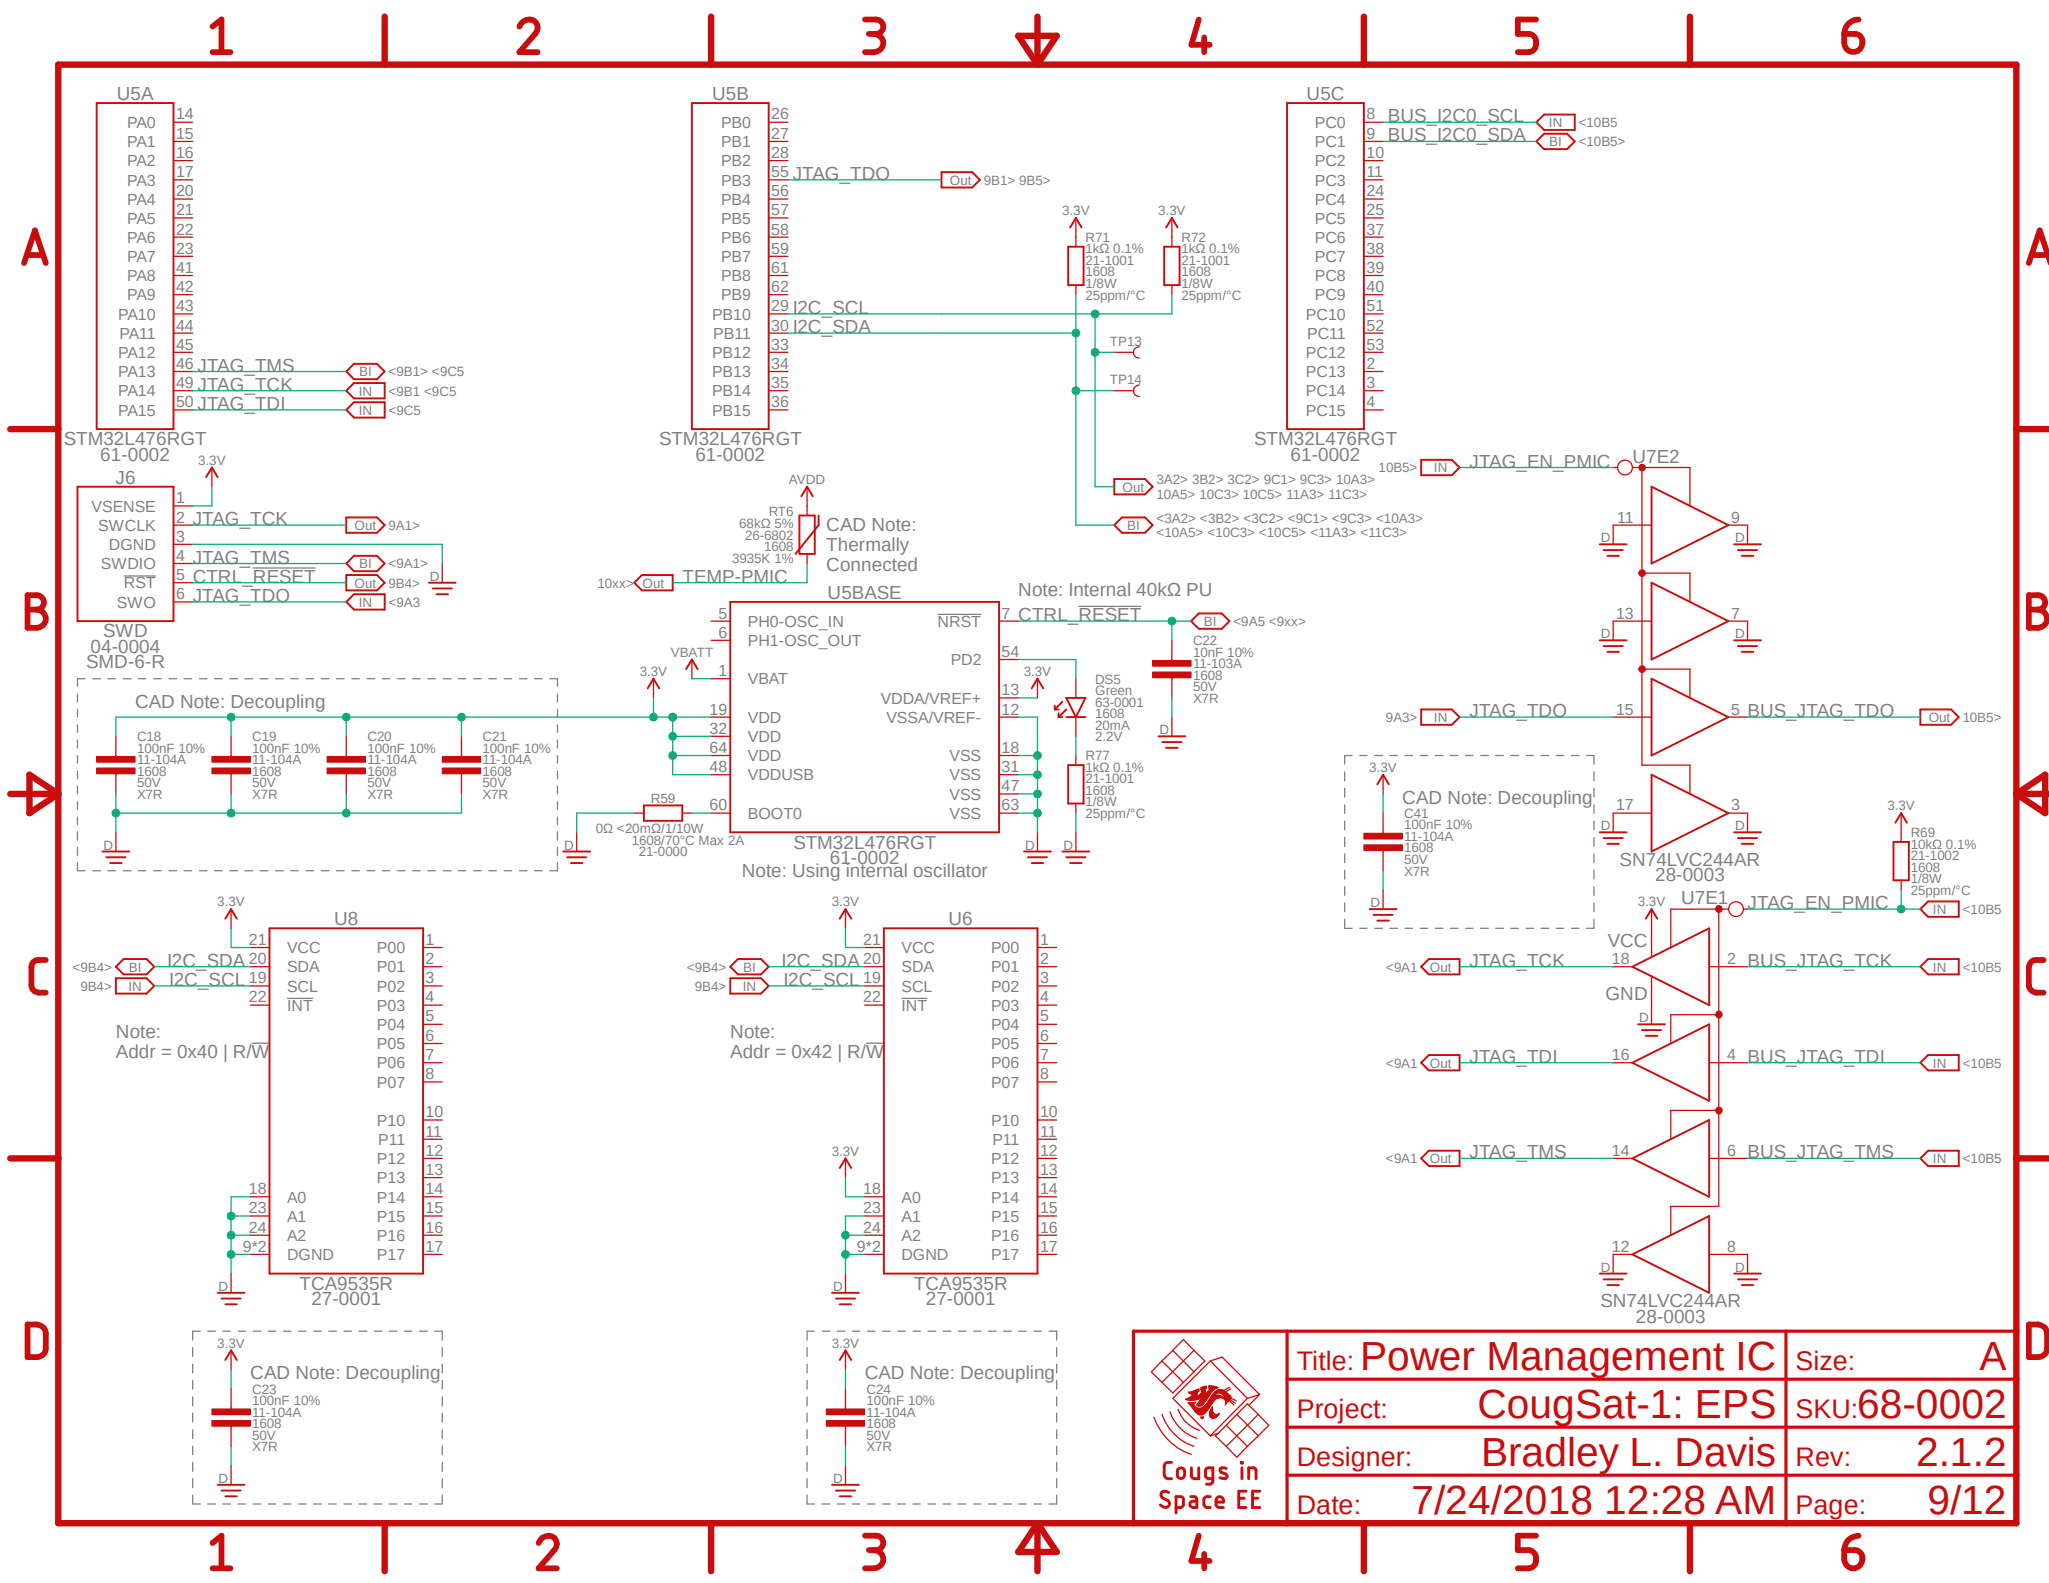 1 2 3 4 5 6
A
B
C
D
A
B
C
D
U5A
PA0 14
PA1 15
PA2 16
PA3 17
PA4 20
PA5 21
PA6 22
PA7 23
PA8 41
PA9 42
PA10 43
PA11 44
PA12 45
PA13 46 JTAG_TMS BI <9B1> <9C5
PA14 49 JTAG_TCK IN <9B1 <9C5
PA15 50 JTAG_TDI IN <9C5
STM32L476RGT
61-0002
U5B
PB0 26
PB1 27
PB2 28
PB3 55 JTAG_TDO Out 9B1> 9B5>
PB4 56
PB5 57
PB6 58
PB7 59
PB8 61
PB9 62
PB10 29 I2C_SCL
PB11 30 I2C_SDA
PB12 33
PB13 34
PB14 35
PB15 36
STM32L476RGT
61-0002
3.3V
R71
1kΩ 0.1%
21-1001
1608
1/8W
25ppm/°C
3.3V
R72
1kΩ 0.1%
21-1001
1608
1/8W
25ppm/°C
TP13
TP14
Out 3A2> 3B2> 3C2> 9C1> 9C3> 10A3>
10A5> 10C3> 10C5> 11A3> 11C3>
BI <3A2> <3B2> <3C2> <9C1> <9C3> <10A3>
<10A5> <10C3> <10C5> <11A3> <11C3>
U5C
PC0 8 BUS_I2C0_SCL IN <10B5
PC1 9 BUS_I2C0_SDA BI <10B5>
PC2 10
PC3 11
PC4 24
PC5 25
PC6 37
PC7 38
PC8 39
PC9 40
PC10 51
PC11 52
PC12 53
PC13 2
PC14 3
PC15 4
STM32L476RGT
61-0002
J6
3.3V
VSENSE 1
SWCLK 2 JTAG_TCK Out 9A1>
DGND 3
SWDIO 4 JTAG_TMS BI <9A1>
RST 5 CTRL_RESET Out 9B4>
SWO 6 JTAG_TDO IN <9A3
D
SWD
04-0004
SMD-6-R
AVDD
RT6
68kΩ 5%
26-6802
1608
3935K 1%
CAD Note:
Thermally
Connected
10xx> Out TEMP-PMIC
U5BASE
5 PH0-OSC_IN
6 PH1-OSC_OUT
VBATT
1 VBAT
3.3V
19 VDD
32 VDD
64 VDD
48 VDDUSB
60 BOOT0
NRST 7 CTRL_RESET BI <9A5 <9xx>
Note: Internal 40kΩ PU
PD2 54
VDDA/VREF+ 13 3.3V
VSSA/VREF- 12
VSS 18
VSS 31
VSS 47
VSS 63
STM32L476RGT
61-0002
Note: Using internal oscillator
C22
10nF 10%
11-103A
1608
50V
X7R
D
DS5
Green
63-0001
1608
20mA
2.2V
R77
1kΩ 0.1%
21-1001
1608
1/8W
25ppm/°C
D
D
R59
0Ω <20mΩ/1/10W
1608/70°C Max 2A
21-0000
D
CAD Note: Decoupling
C18
100nF 10%
11-104A
1608
50V
X7R
C19
100nF 10%
11-104A
1608
50V
X7R
C20
100nF 10%
11-104A
1608
50V
X7R
C21
100nF 10%
11-104A
1608
50V
X7R
D
10B5> IN JTAG_EN_PMIC U7E2
D 11 9 D
D 13 7 D
9A3> IN JTAG_TDO 15 5 BUS_JTAG_TDO Out 10B5>
D 17 3 D
SN74LVC244AR
28-0003
3.3V
CAD Note: Decoupling
C41
100nF 10%
11-104A
1608
50V
X7R
D
3.3V
R69
10kΩ 0.1%
21-1002
1608
1/8W
25ppm/°C
U7E1 JTAG_EN_PMIC IN <10B5
3.3V
VCC
GND
D
<9A1 Out JTAG_TCK 18 2 BUS_JTAG_TCK IN <10B5
<9A1 Out JTAG_TDI 16 4 BUS_JTAG_TDI IN <10B5
<9A1 Out JTAG_TMS 14 6 BUS_JTAG_TMS IN <10B5
D 12 8 D
SN74LVC244AR
28-0003
U8
3.3V
21 VCC
<9B4> BI I2C_SDA 20 SDA
9B4> IN I2C_SCL 19 SCL
22 INT
Note:
Addr = 0x40 | R/W
18 A0
23 A1
24 A2
9*2 DGND
D
P00 1
P01 2
P02 3
P03 4
P04 5
P05 6
P06 7
P07 8
P10 10
P11 11
P12 12
P13 13
P14 14
P15 15
P16 16
P17 17
TCA9535R
27-0001
U6
3.3V
21 VCC
<9B4> BI I2C_SDA 20 SDA
9B4> IN I2C_SCL 19 SCL
22 INT
Note:
Addr = 0x42 | R/W
3.3V
18 A0
23 A1
24 A2
9*2 DGND
D
P00 1
P01 2
P02 3
P03 4
P04 5
P05 6
P06 7
P07 8
P10 10
P11 11
P12 12
P13 13
P14 14
P15 15
P16 16
P17 17
TCA9535R
27-0001
3.3V
CAD Note: Decoupling
C23
100nF 10%
11-104A
1608
50V
X7R
D
3.3V
CAD Note: Decoupling
C24
100nF 10%
11-104A
1608
50V
X7R
D
Cougs in
Space EE
Title: Power Management IC Size: A
Project: CougSat-1: EPS SKU: 68-0002
Designer: Bradley L. Davis Rev: 2.1.2
Date: 7/24/2018 12:28 AM Page: 9/12
1 2 3 4 5 6